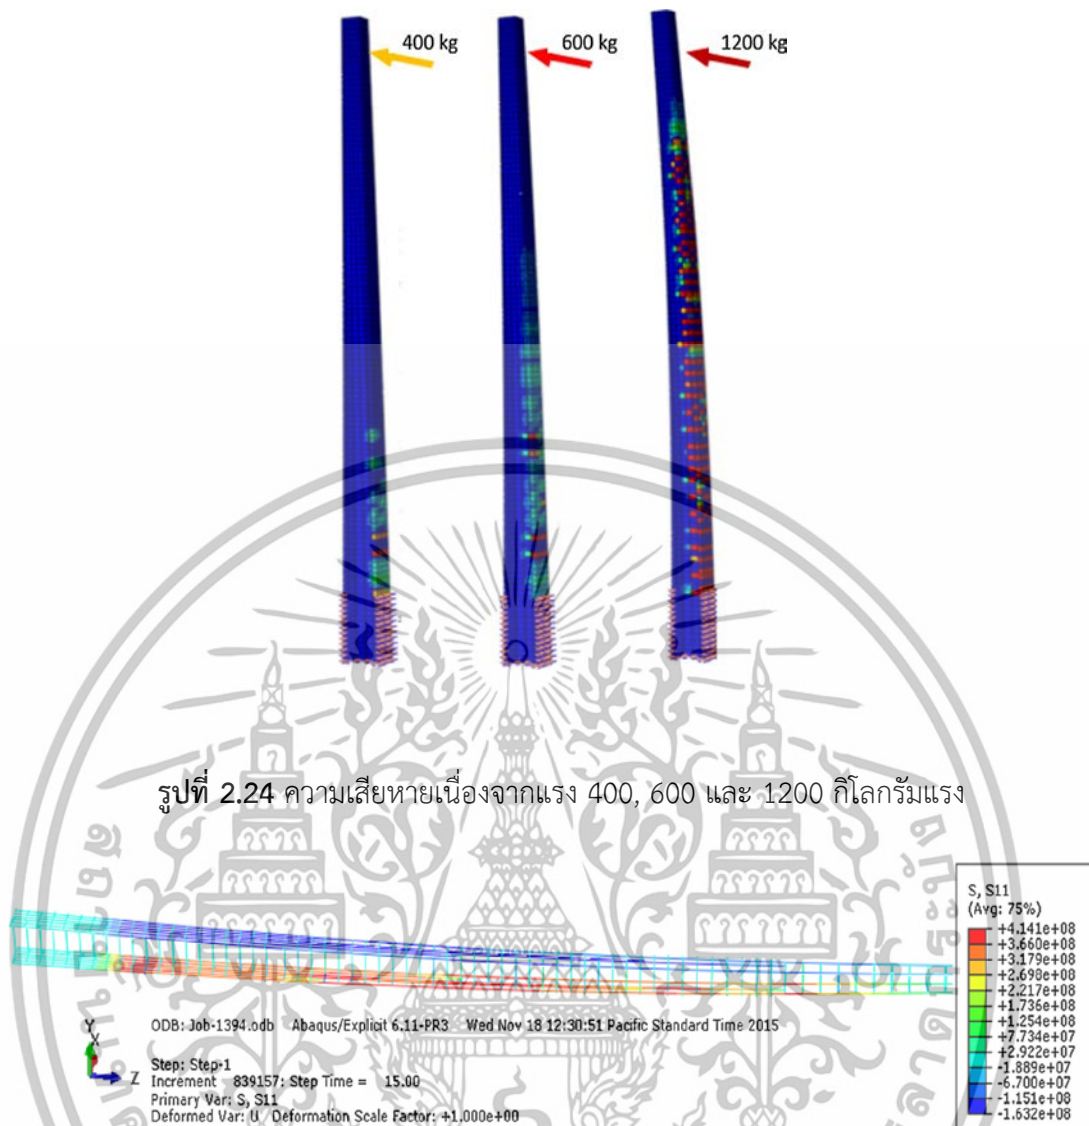 400 kg
600 kg
1200 kg
รูปที่ 2.24 ความเสียหายเนื่องจากแรง 400, 600 และ 1200 กิโลกรัมแรง
S, S11
(Avg: 75%)
+4.141e+08
+3.660e+08
+3.179e+08
+2.698e+08
+2.217e+08
+1.736e+08
+1.254e+08
+7.734e+07
+2.922e+07
-1.889e+07
-6.700e+07
-1.151e+08
-1.632e+08
Y
X
Z
ODB: Job-1394.odb Abaqus/Explicit 6.11-PR3 Wed Nov 18 12:30:51 Pacific Standard Time 2015
Step: Step-1
Increment 839157: Step Time = 15.00
Primary Var: S, S11
Deformed Var: U Deformation Scale Factor: +1.000e+00